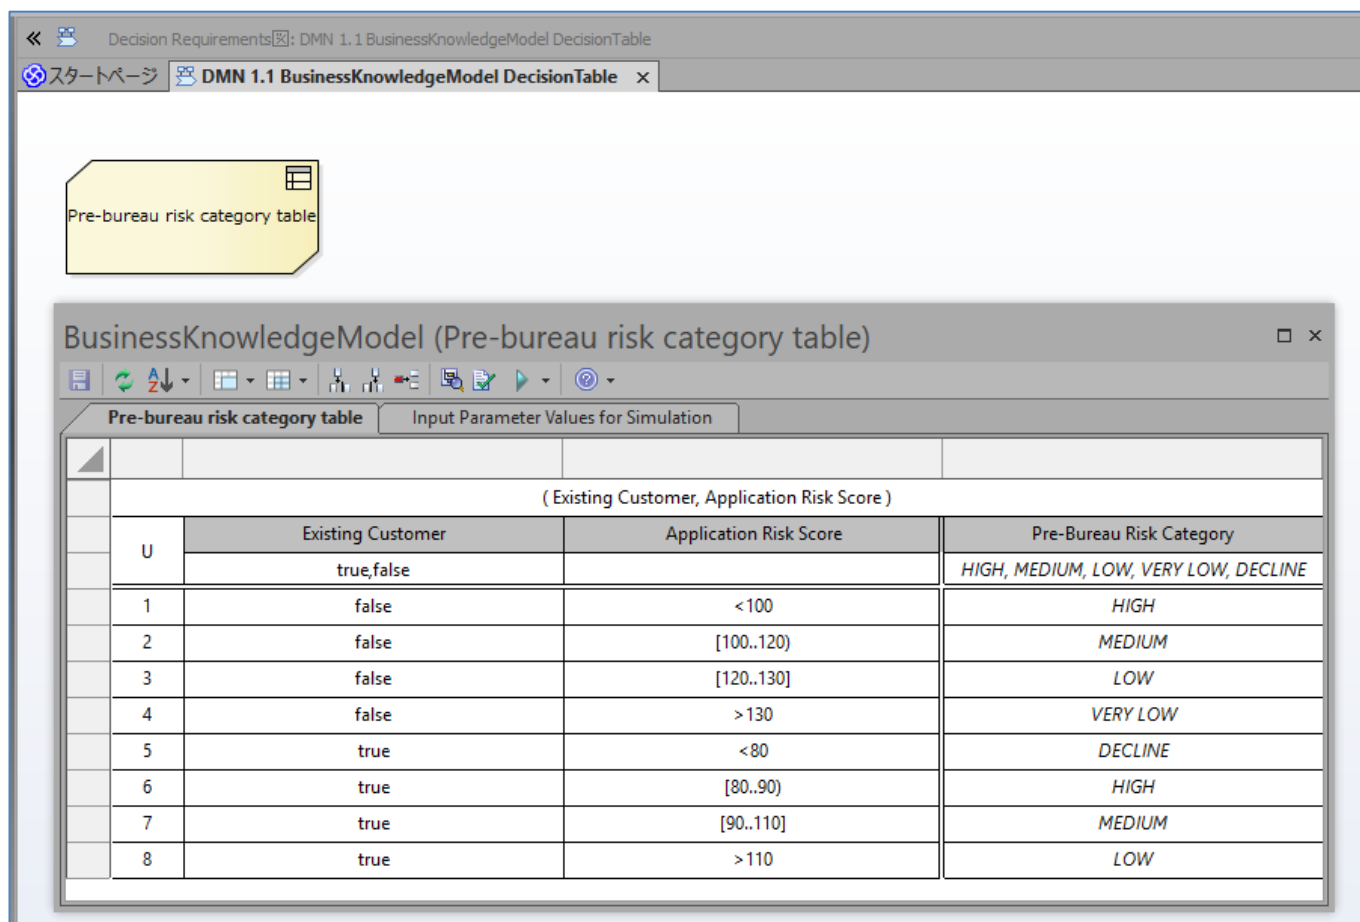 Decision Requirements図: DMN 1.1 BusinessKnowledgeModel DecisionTable
スタートページ DMN 1.1 BusinessKnowledgeModel DecisionTable
Pre-bureau risk category table
BusinessKnowledgeModel (Pre-bureau risk category table)
Pre-bureau risk category table Input Parameter Values for Simulation
( Existing Customer, Application Risk Score )
U Existing Customer Application Risk Score Pre-Bureau Risk Category
true,false HIGH, MEDIUM, LOW, VERY LOW, DECLINE
1 false <100 HIGH
2 false [100..120) MEDIUM
3 false [120..130] LOW
4 false >130 VERY LOW
5 true <80 DECLINE
6 true [80..90) HIGH
7 true [90..110] MEDIUM
8 true >110 LOW